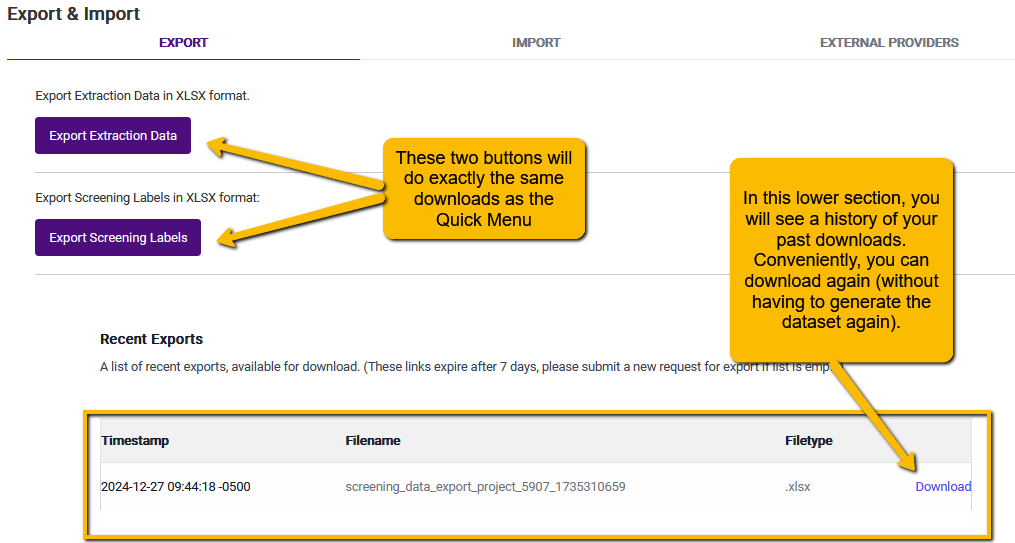 Export & Import
EXPORT
IMPORT
EXTERNAL PROVIDERS
Export Extraction Data in XLSX format.
Export Extraction Data
Export Screening Labels in XLSX format:
Export Screening Labels
These two buttons will
do exactly the same
downloads as the
Quick Menu
In this lower section, you
will see a history of your
past downloads.
Conveniently, you can
download again (without
having to generate the
dataset again).
Recent Exports
A list of recent exports, available for download. (These links expire after 7 days, please submit a new request for export if list is
Timestamp Filename Filetype
2024-12-27 09:44:18 -0500 screening_data_export_project_5907_1735310659 .xlsx Download